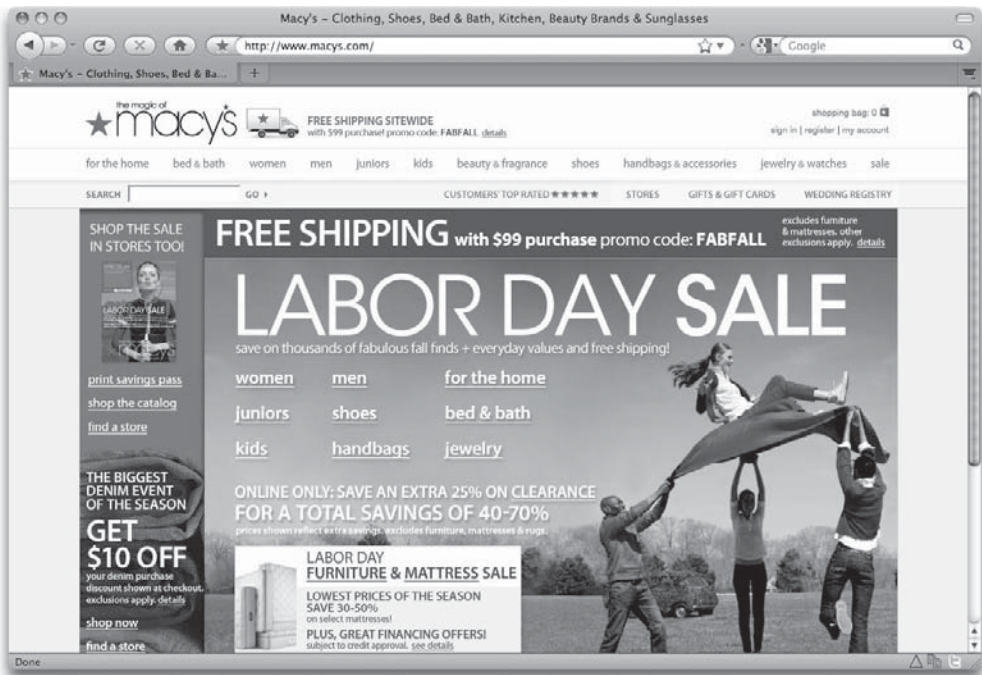 Macy's – Clothing, Shoes, Bed & Bath, Kitchen, Beauty Brands & Sunglasses
http://www.macys.com/
Google
Macy's – Clothing, Shoes, Bed & Ba...
the magic of
macy's
FREE SHIPPING SITEWIDE
with $99 purchase! promo code: FABFALL details
shopping bag: 0
sign in | register | my account
for the home bed & bath women men juniors kids beauty & fragrance shoes handbags & accessories jewelry & watches sale
SEARCH GO CUSTOMERS' TOP RATED ★★★★★ STORES GIFTS & GIFT CARDS WEDDING REGISTRY
SHOP THE SALE
IN STORES TOO!
LABOR DAY SALE
print savings pass
shop the catalog
find a store
THE BIGGEST
DENIM EVENT
OF THE SEASON
GET
$10 OFF
your denim purchase
discount shown at checkout.
exclusions apply. details
shop now
find a store
FREE SHIPPING with $99 purchase promo code: FABFALL
excludes furniture
& mattresses. other
exclusions apply. details
LABOR DAY SALE
save on thousands of fabulous fall finds + everyday values and free shipping!
women men for the home
juniors shoes bed & bath
kids handbags jewelry
ONLINE ONLY: SAVE AN EXTRA 25% ON CLEARANCE
FOR A TOTAL SAVINGS OF 40-70%
prices shown reflect extra savings. excludes furniture, mattresses & rugs.
LABOR DAY
FURNITURE & MATTRESS SALE
LOWEST PRICES OF THE SEASON
SAVE 30-50%
on select mattresses!
PLUS, GREAT FINANCING OFFERS!
subject to credit approval. see details
Done